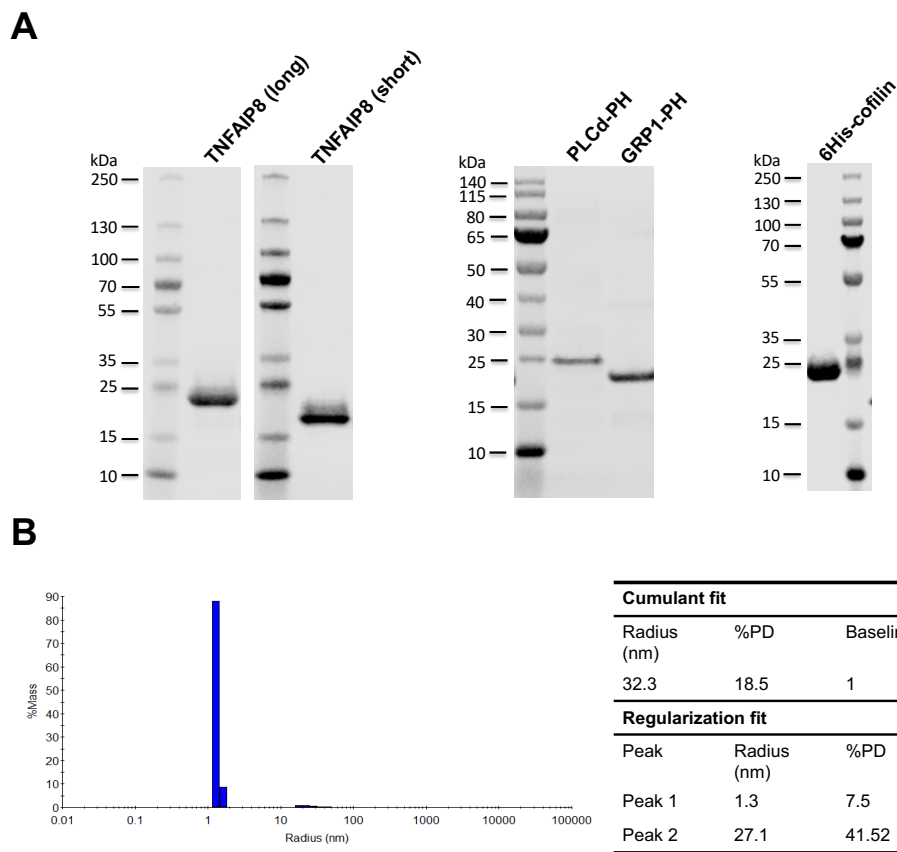 A
TNFAIP8 (long)
TNFAIP8 (short)
PLCd-PH
GRP1-PH
6His-cofilin
kDa
250
130
100
70
55
35
25
15
10
kDa
140
115
80
65
50
40
30
25
15
10
kDa
250
130
100
70
55
35
25
15
10
B
90
80
70
60
50
40
30
20
10
0
%Mass
0.01 0.1 1 10 100 1000 10000 100000
Radius (nm)
Cumulant fit
Radius (nm) %PD Baselin
32.3 18.5 1
Regularization fit
Peak Radius (nm) %PD
Peak 1 1.3 7.5
Peak 2 27.1 41.52